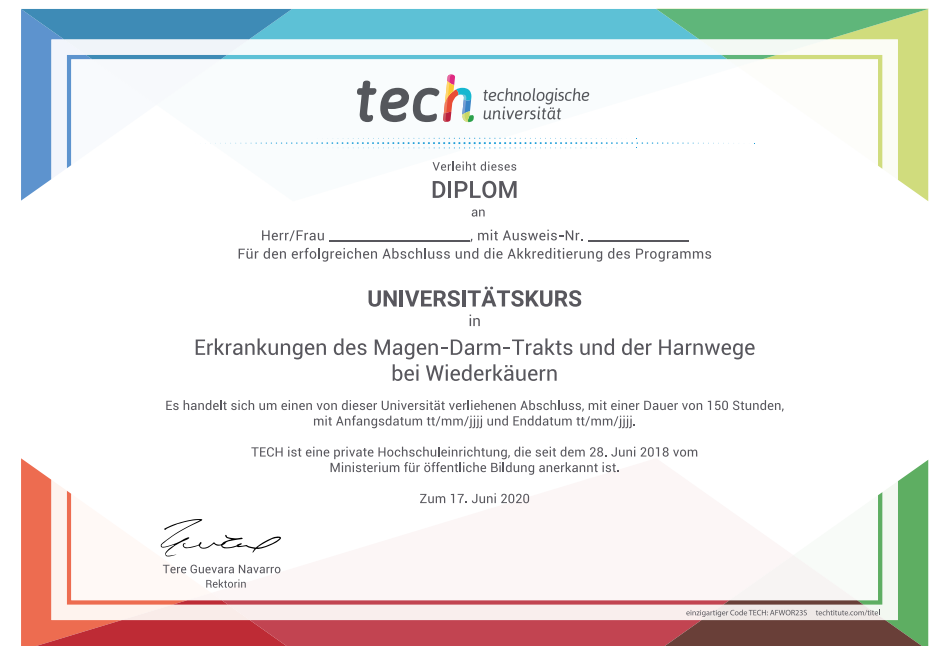 tech technologische
universität
Verleiht dieses
DIPLOM
an
Herr/Frau ____________, mit Ausweis-Nr. ____________
Für den erfolgreichen Abschluss und die Akkreditierung des Programms
UNIVERSITÄTSKURS
in
Erkrankungen des Magen-Darm-Trakts und der Harnwege
bei Wiederkäuern
Es handelt sich um einen von dieser Universität verliehenen Abschluss, mit einer Dauer von 150 Stunden,
mit Anfangsdatum tt/mm/jjjj und Enddatum tt/mm/jjjj.
TECH ist eine private Hochschuleinrichtung, die seit dem 28. Juni 2018 vom
Ministerium für öffentliche Bildung anerkannt ist.
Zum 17. Juni 2020
Tere Guevara Navarro
Rektorin
einzigartiger Code TECH: AFWOR23S techtitute.com/titel